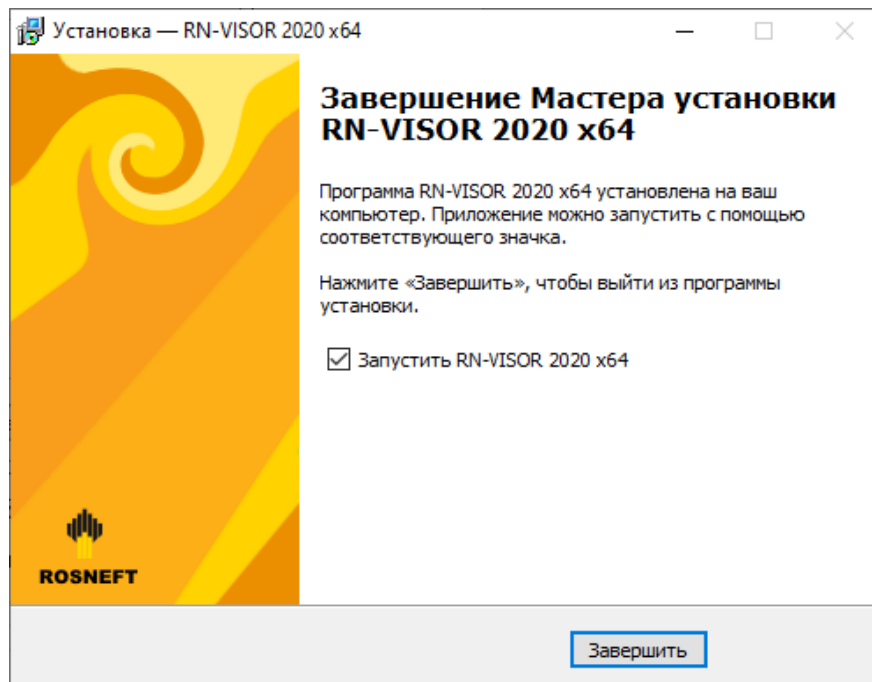 Установка — RN-VISOR 2020 x64
Завершение Мастера установки
RN-VISOR 2020 x64
Программа RN-VISOR 2020 x64 установлена на ваш
компьютер. Приложение можно запустить с помощью
соответствующего значка.
Нажмите «Завершить», чтобы выйти из программы
установки.
Запустить RN-VISOR 2020 x64
ROSNEFT
Завершить